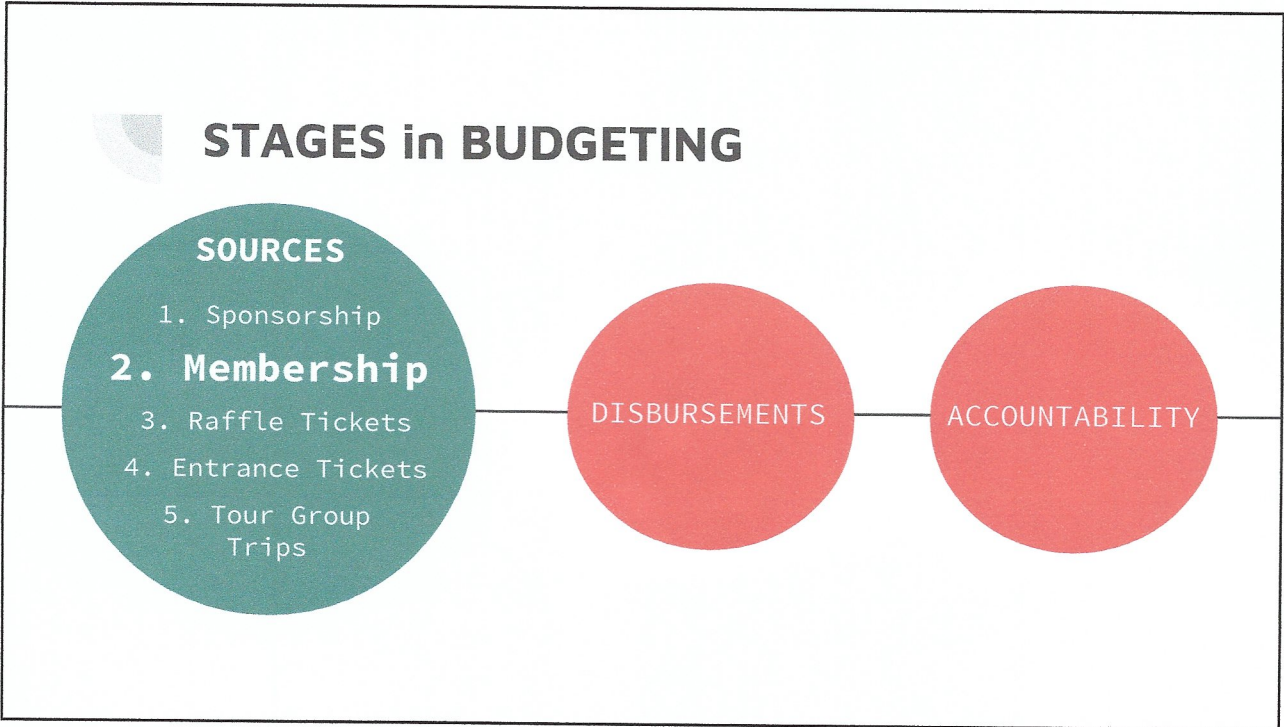 STAGES in BUDGETING
SOURCES
1. Sponsorship
2. Membership
3. Raffle Tickets
4. Entrance Tickets
5. Tour Group
Trips
DISBURSEMENTS
ACCOUNTABILITY